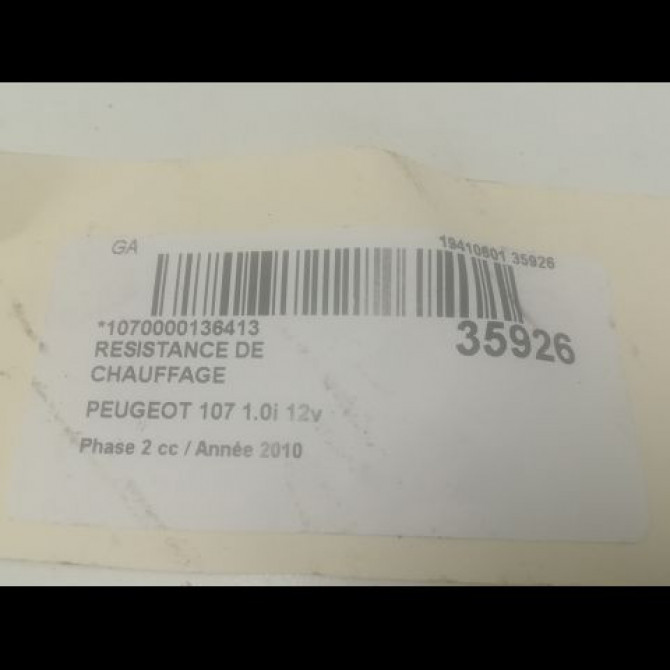 GA
19410601 35926
*1070000136413
35926
RESISTANCE DE
CHAUFFAGE
PEUGEOT 107 1.0i 12v
Phase 2 cc / Année 2010